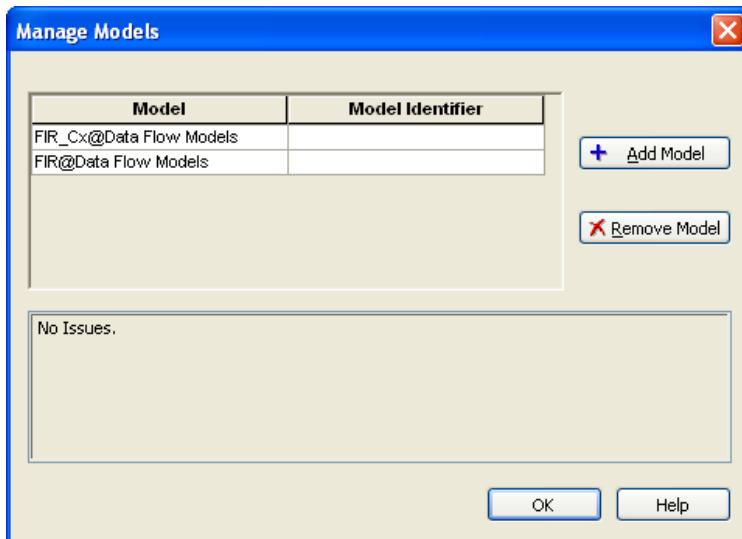 Manage Models
Model Model Identifier
FIR_Cx@Data Flow Models
FIR@Data Flow Models
Add Model
Remove Model
No Issues.
OK Help